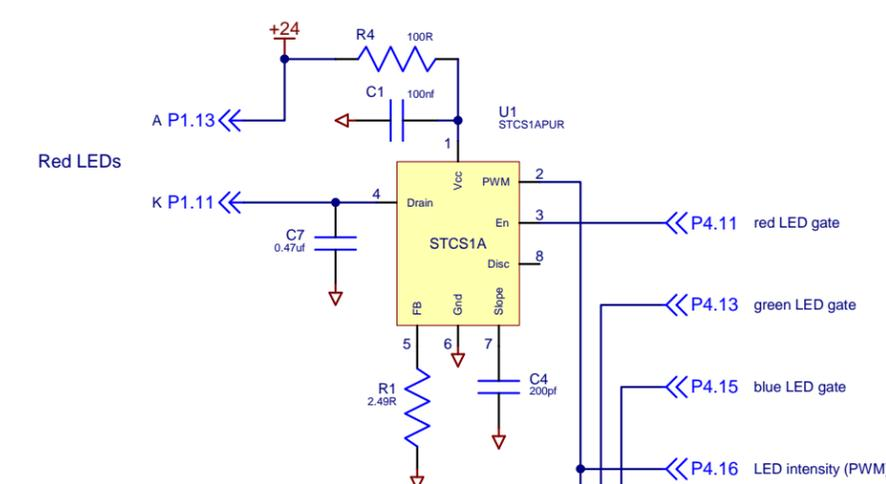 +24
R4 100R
C1 100nf
U1
STCS1APUR
A P1.13
1
Red LEDs
Vcc
PWM
2
K P1.11
4
Drain
En
3
P4.11 red LED gate
C7
0.47uf
STCS1A
Disc
8
FB
Gnd
Slope
P4.13 green LED gate
5
6
7
R1
2.49R
C4
200pf
P4.15 blue LED gate
P4.16 LED intensity (PWM